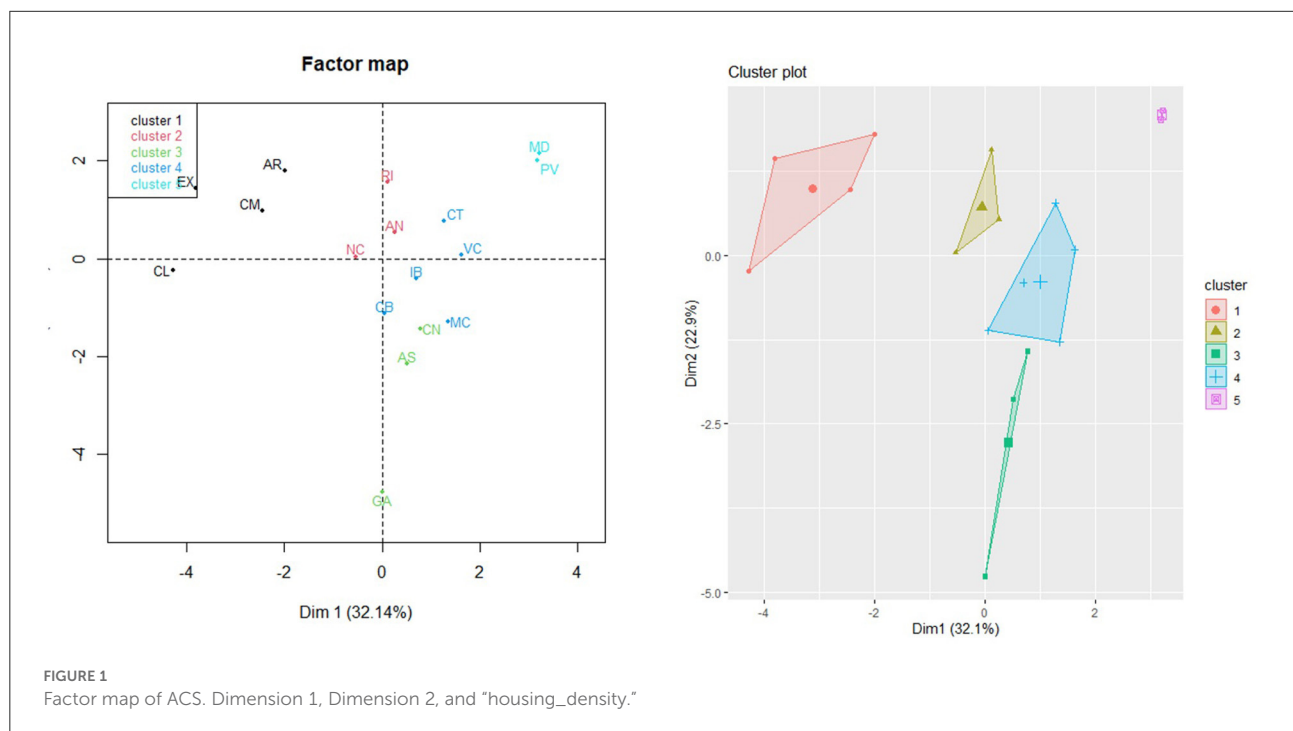 Factor map
cluster 1
cluster 2
cluster 3
cluster 4
cluster 5
EX
AR
CM
CL
RI
AN
NC
MD
PV
CT
VC
IB
CB
MC
CN
AS
GA
2
0
-2
-4
-4
-2
0
2
4
Dim 1 (32.14%)
Cluster plot
0.0
-2.5
-5.0
Dim2 (22.9%)
-4
-2
0
2
Dim1 (32.1%)
cluster
1
2
3
4
5
FIGURE 1
Factor map of ACS. Dimension 1, Dimension 2, and "housing_density."